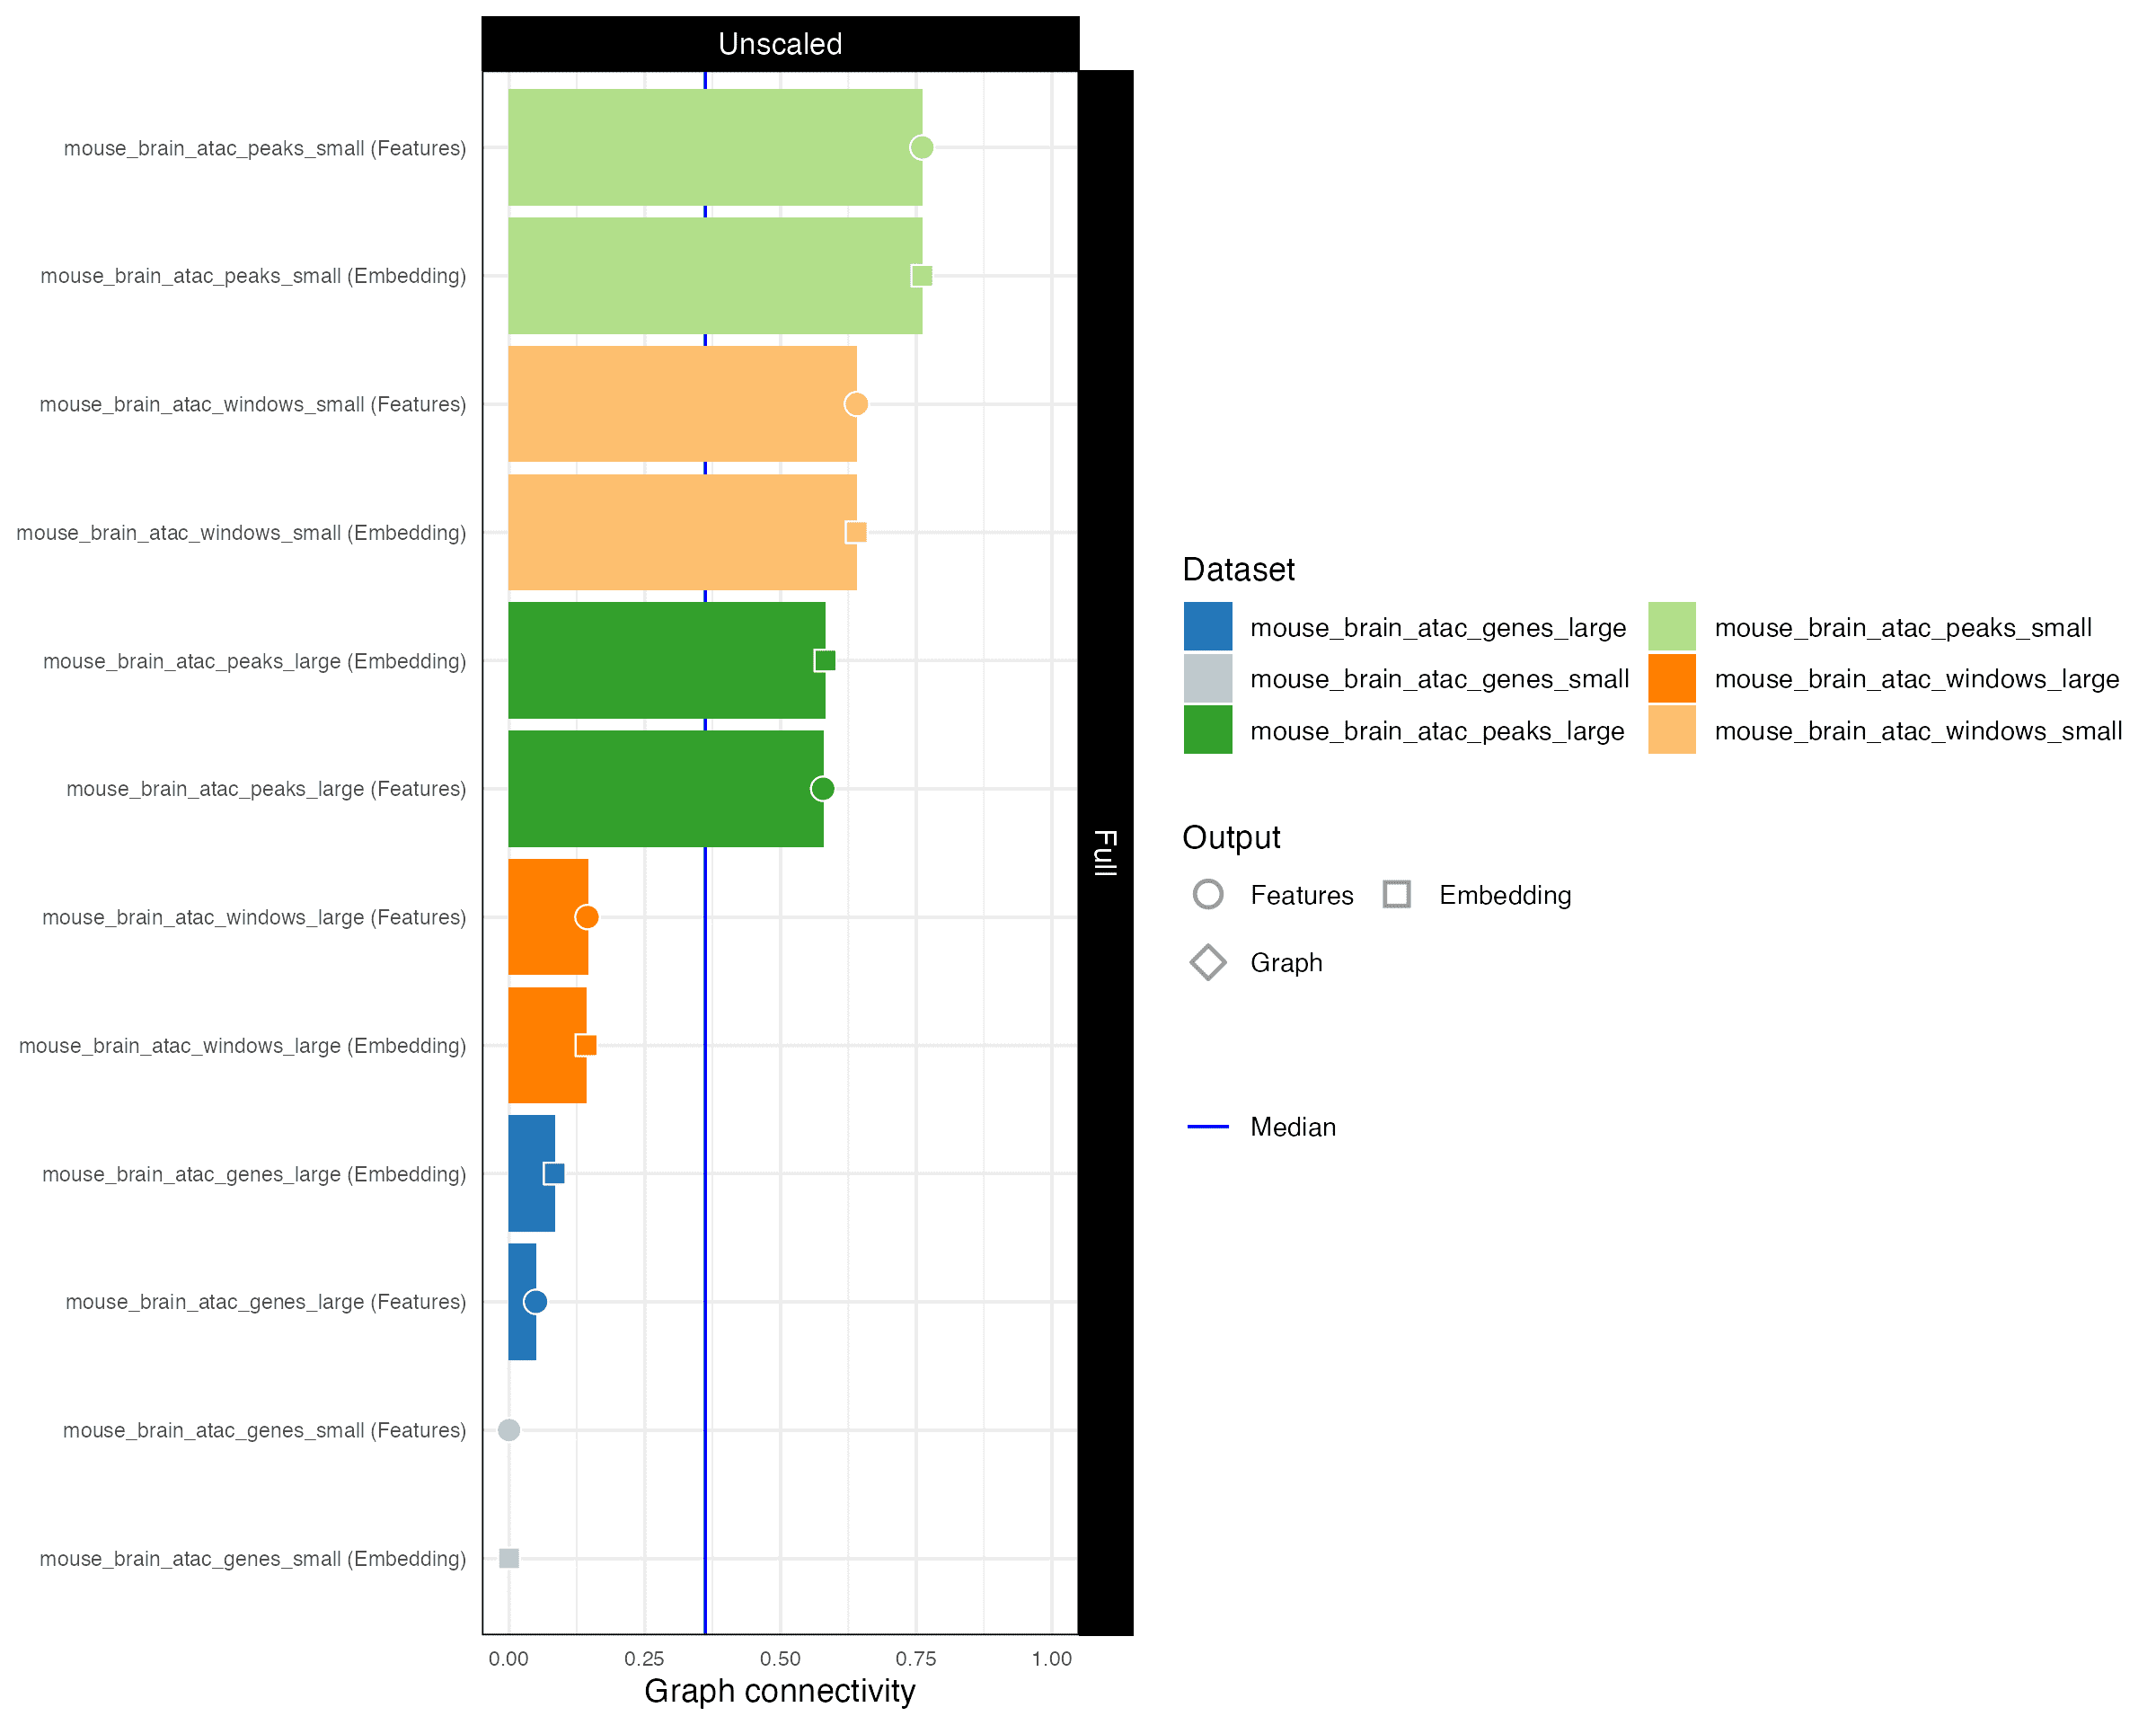 Unscaled
mouse_brain_atac_peaks_small (Features)
mouse_brain_atac_peaks_small (Embedding)
mouse_brain_atac_windows_small (Features)
mouse_brain_atac_windows_small (Embedding)
mouse_brain_atac_peaks_large (Embedding)
mouse_brain_atac_peaks_large (Features)
mouse_brain_atac_windows_large (Features)
mouse_brain_atac_windows_large (Embedding)
mouse_brain_atac_genes_large (Embedding)
mouse_brain_atac_genes_large (Features)
mouse_brain_atac_genes_small (Features)
mouse_brain_atac_genes_small (Embedding)
0.00 0.25 0.50 0.75 1.00
Graph connectivity
Full
Dataset
mouse_brain_atac_genes_large mouse_brain_atac_peaks_small
mouse_brain_atac_genes_small mouse_brain_atac_windows_large
mouse_brain_atac_peaks_large mouse_brain_atac_windows_small
Output
Features Embedding
Graph
Median